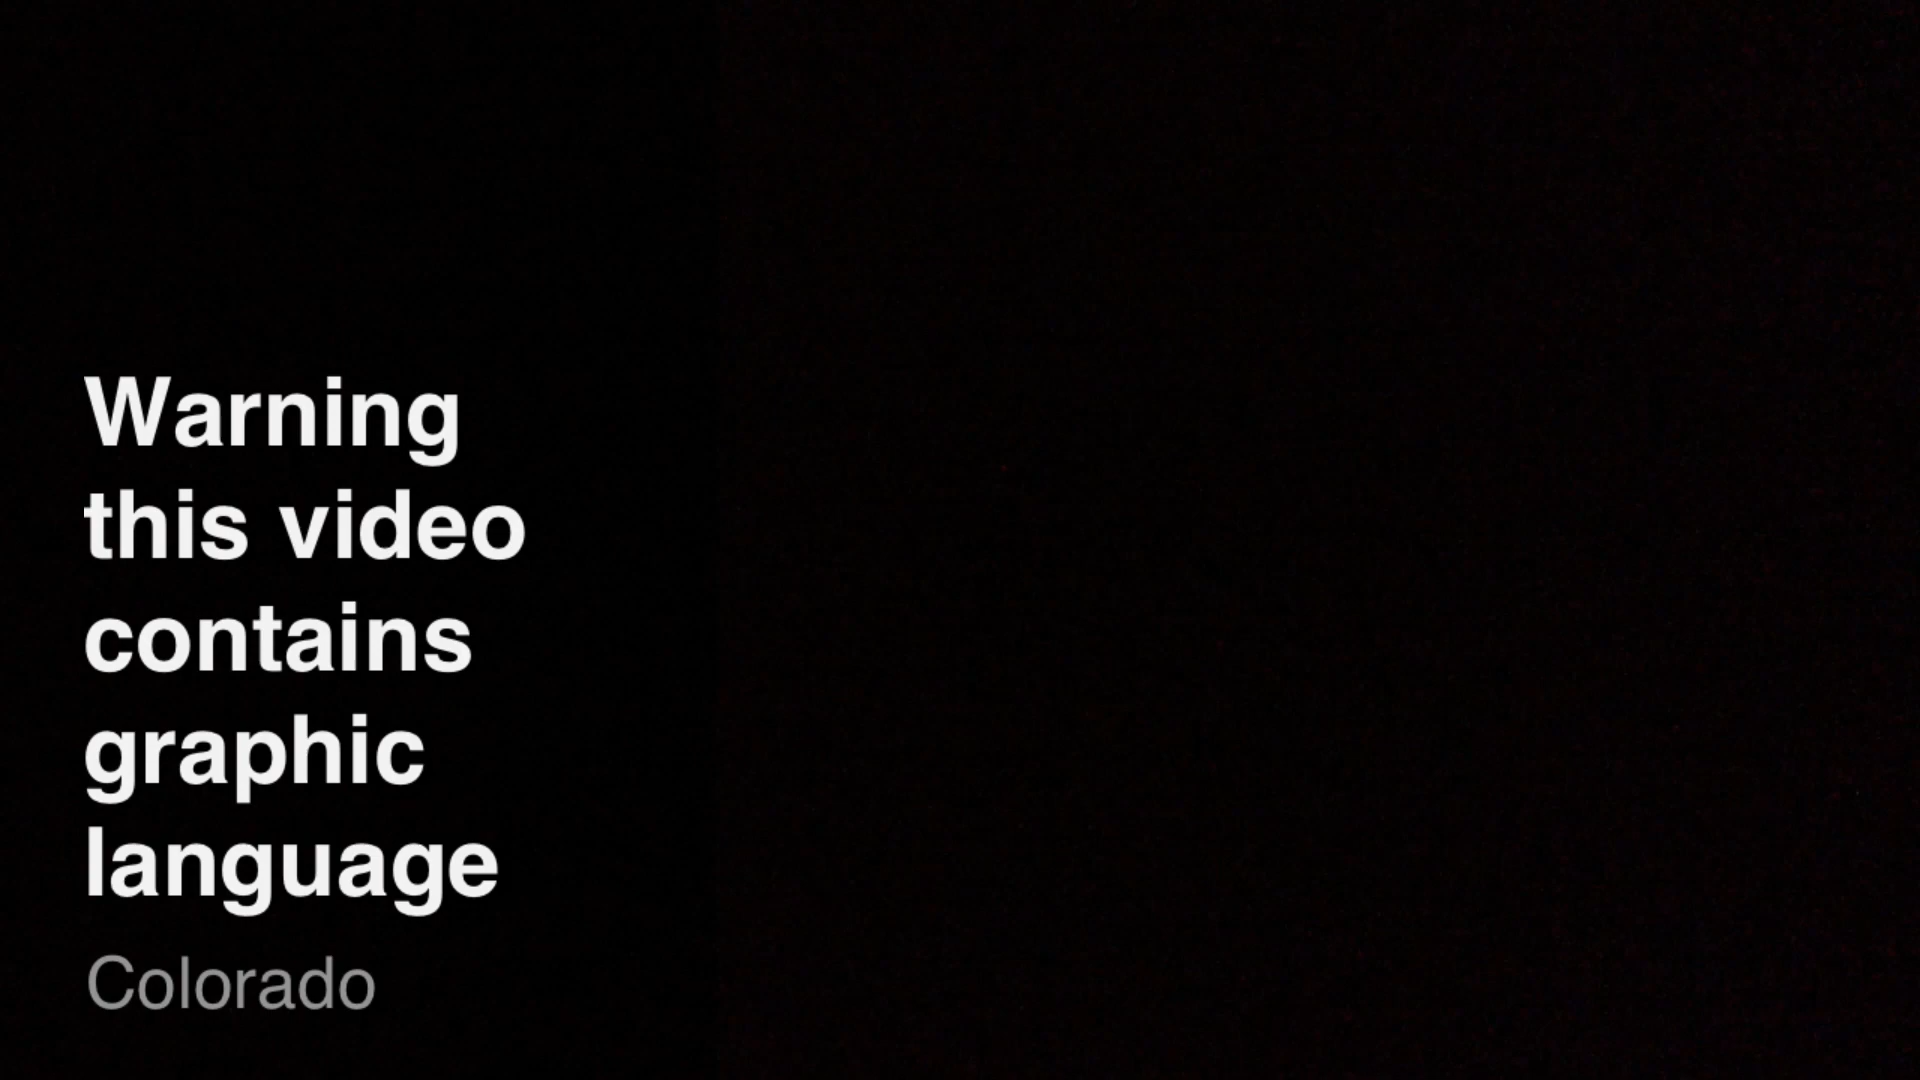 Warning
this video
contains
graphic
language
Colorado